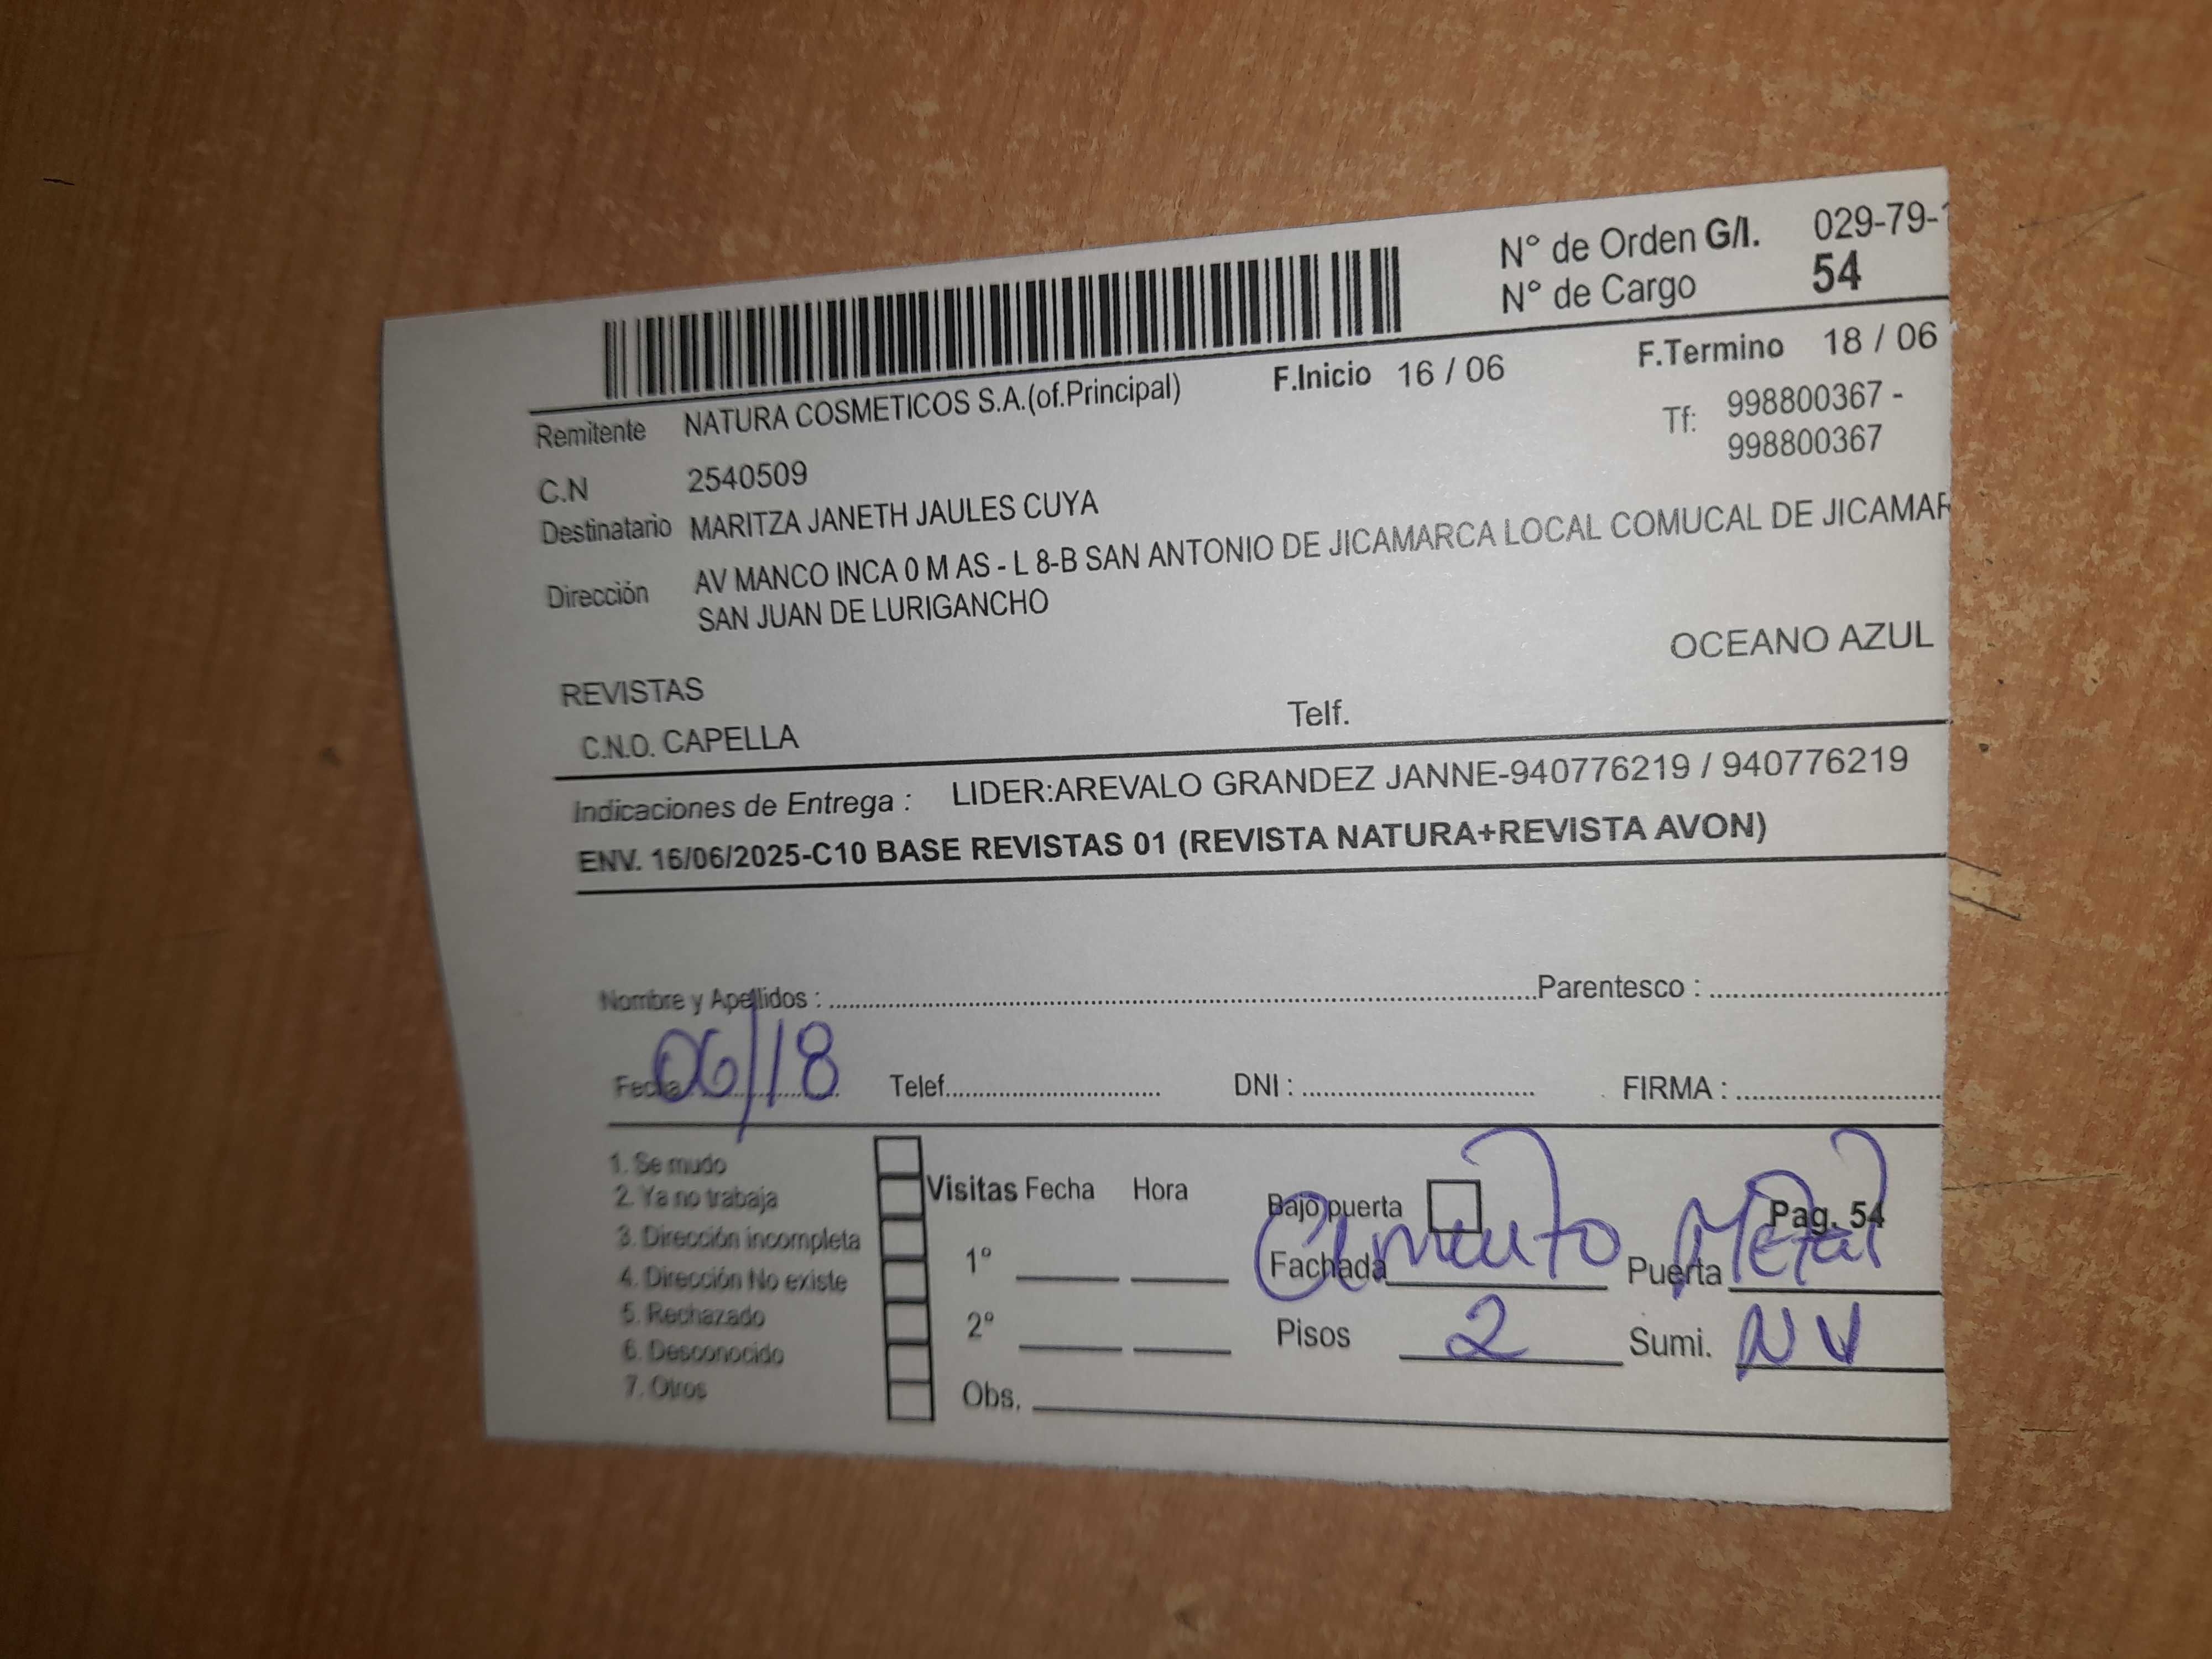 N° de Orden G/I. 029-79-
N° de Cargo 54
F.Inicio 16 / 06 F.Termino 18 / 06
Remitente NATURA COSMETICOS S.A.(of.Principal)
Tf: 998800367 -
998800367
C.N 2540509
Destinatario MARITZA JANETH JAULES CUYA
Dirección AV MANCO INCA 0 M AS - L 8-B SAN ANTONIO DE JICAMARCA LOCAL COMUCAL DE JICAMAR
SAN JUAN DE LURIGANCHO
OCEANO AZUL
REVISTAS
C.N.O. CAPELLA Telf.
Indicaciones de Entrega : LIDER:AREVALO GRANDEZ JANNE-940776219 / 940776219
ENV. 16/06/2025-C10 BASE REVISTAS 01 (REVISTA NATURA+REVISTA AVON)
Nombre y Apellidos : Parentesco :
Fecha 06/18 Telef. DNI : FIRMA :
1. Se mudo
2. Ya no trabaja
3. Dirección incompleta
4. Dirección No existe
5. Rechazado
6. Desconocido
7. Otros
Visitas Fecha Hora
1°
2°
Obs.
Bajo puerta Pag. 54
Fachada Cemento Puerta Metal
Pisos 2 Sumi. NV